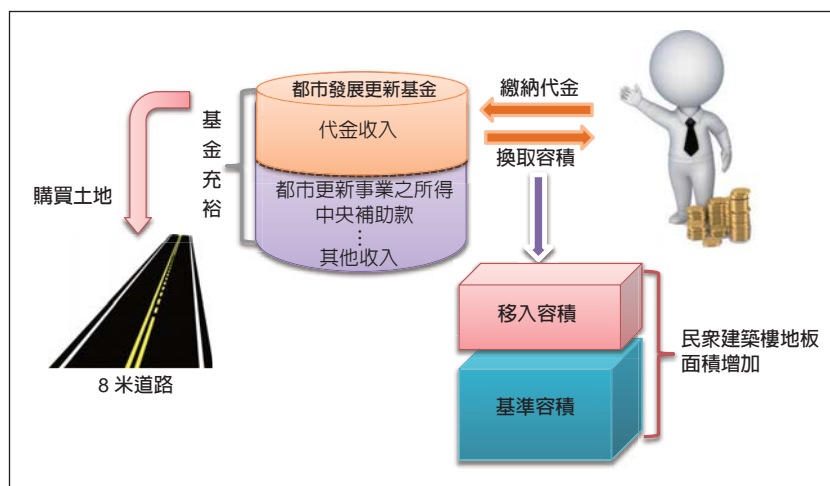 都市發展更新基金
代金收入
都市更新事業之所得
中央補助款
⋮
其他收入
基金充裕
購買土地
8 米道路
繳納代金
換取容積
移入容積
基準容積
民眾建築樓地板
面積增加